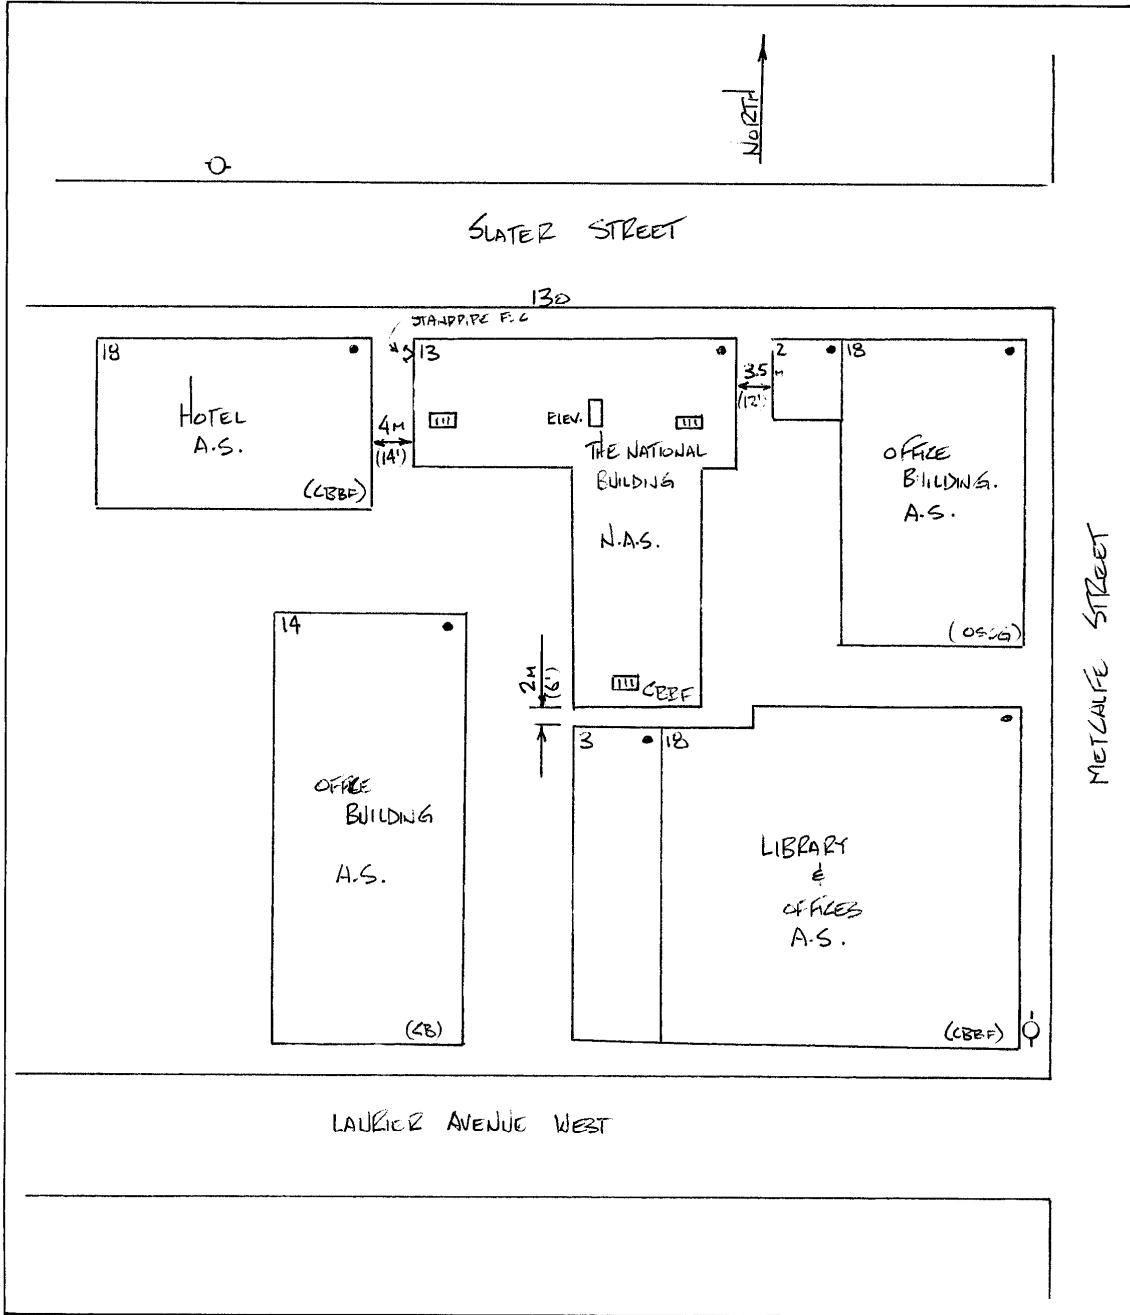 NORTH
SLATER STREET
130
STANDPIPE F.C
18
HOTEL
A.S.
(CBBF)
4M
(14')
13
ELEV.
THE NATIONAL
BUILDING
N.A.S.
CBBF
3.5 M
(12')
2
18
OFFICE
BUILDING.
A.S.
METCALFE STREET
14
OFFICE
BUILDING
A.S.
(CB)
2M
(6')
3
18
LIBRARY
&
OFFICES
A.S.
(CBBF)
LAURIER AVENUE WEST